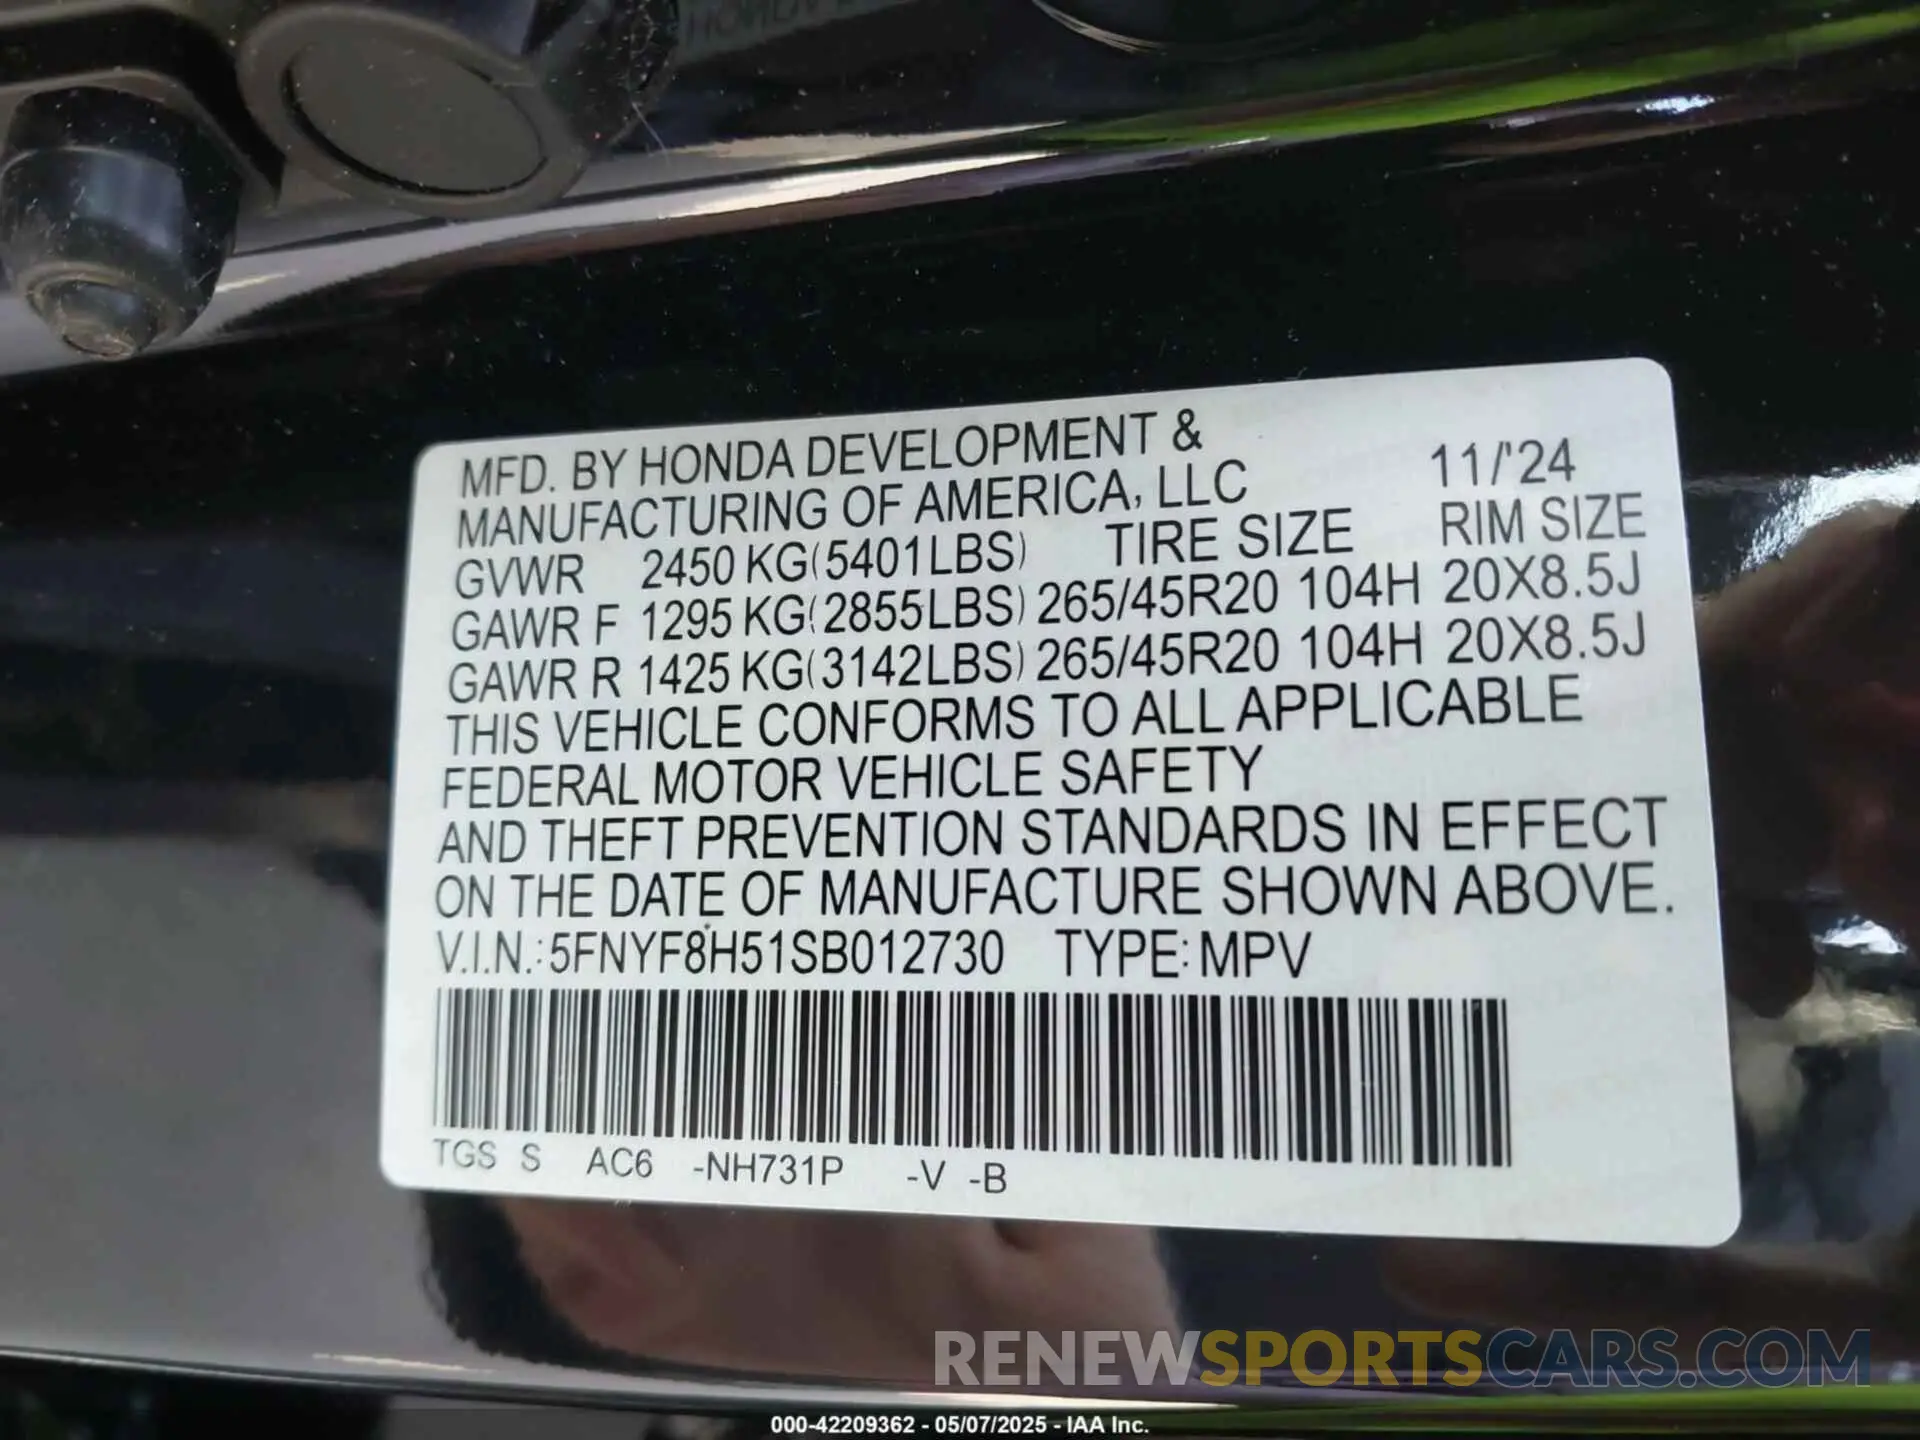 MFD. BY HONDA DEVELOPMENT &
MANUFACTURING OF AMERICA, LLC 11/'24
GVWR 2450 KG(5401LBS) TIRE SIZE RIM SIZE
GAWR F 1295 KG(2855LBS) 265/45R20 104H 20X8.5J
GAWR R 1425 KG(3142LBS) 265/45R20 104H 20X8.5J
THIS VEHICLE CONFORMS TO ALL APPLICABLE
FEDERAL MOTOR VEHICLE SAFETY
AND THEFT PREVENTION STANDARDS IN EFFECT
ON THE DATE OF MANUFACTURE SHOWN ABOVE.
V.I.N.: 5FNYF8H51SB012730 TYPE: MPV
TGS S AC6 -NH731P -V -B
RENEWSPORTSCARS.COM
000-42209362 - 05/07/2025 - IAA Inc.